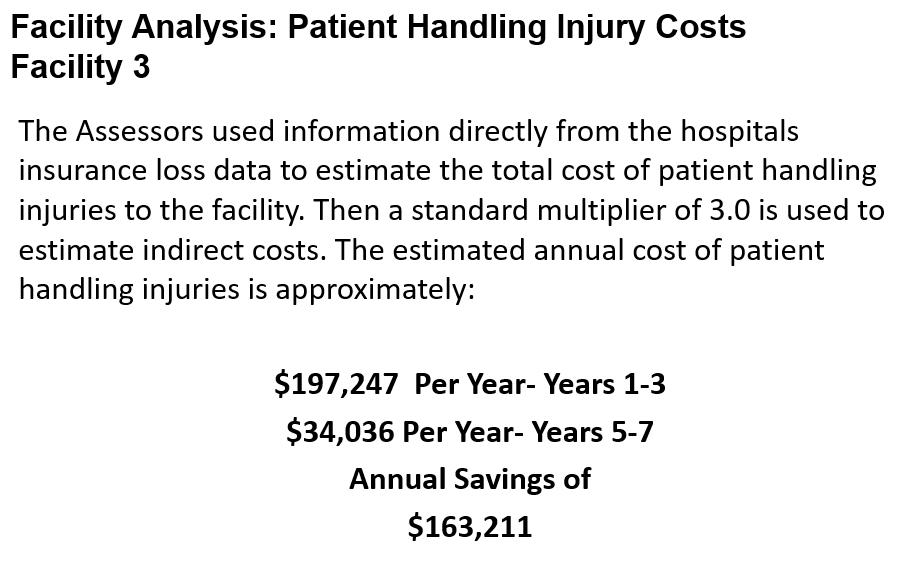 Facility Analysis: Patient Handling Injury Costs
Facility 3
The Assessors used information directly from the hospitals
insurance loss data to estimate the total cost of patient handling
injuries to the facility. Then a standard multiplier of 3.0 is used to
estimate indirect costs. The estimated annual cost of patient
handling injuries is approximately:
$197,247  Per Year- Years 1-3
$34,036 Per Year- Years 5-7
Annual Savings of
$163,211